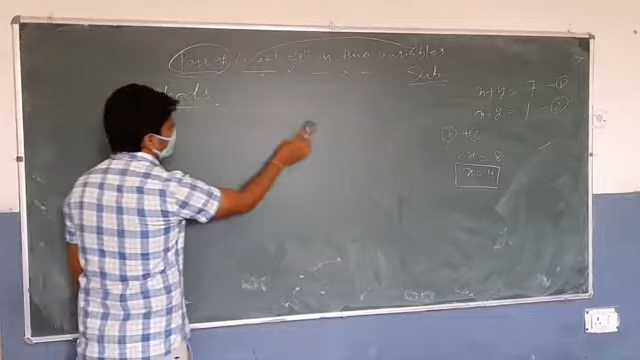 Pair of linear eqⁿ in two variables
Sub
x+y = 7 —①
x-y = 1 —②
① + ②
2x = 8
x = 4